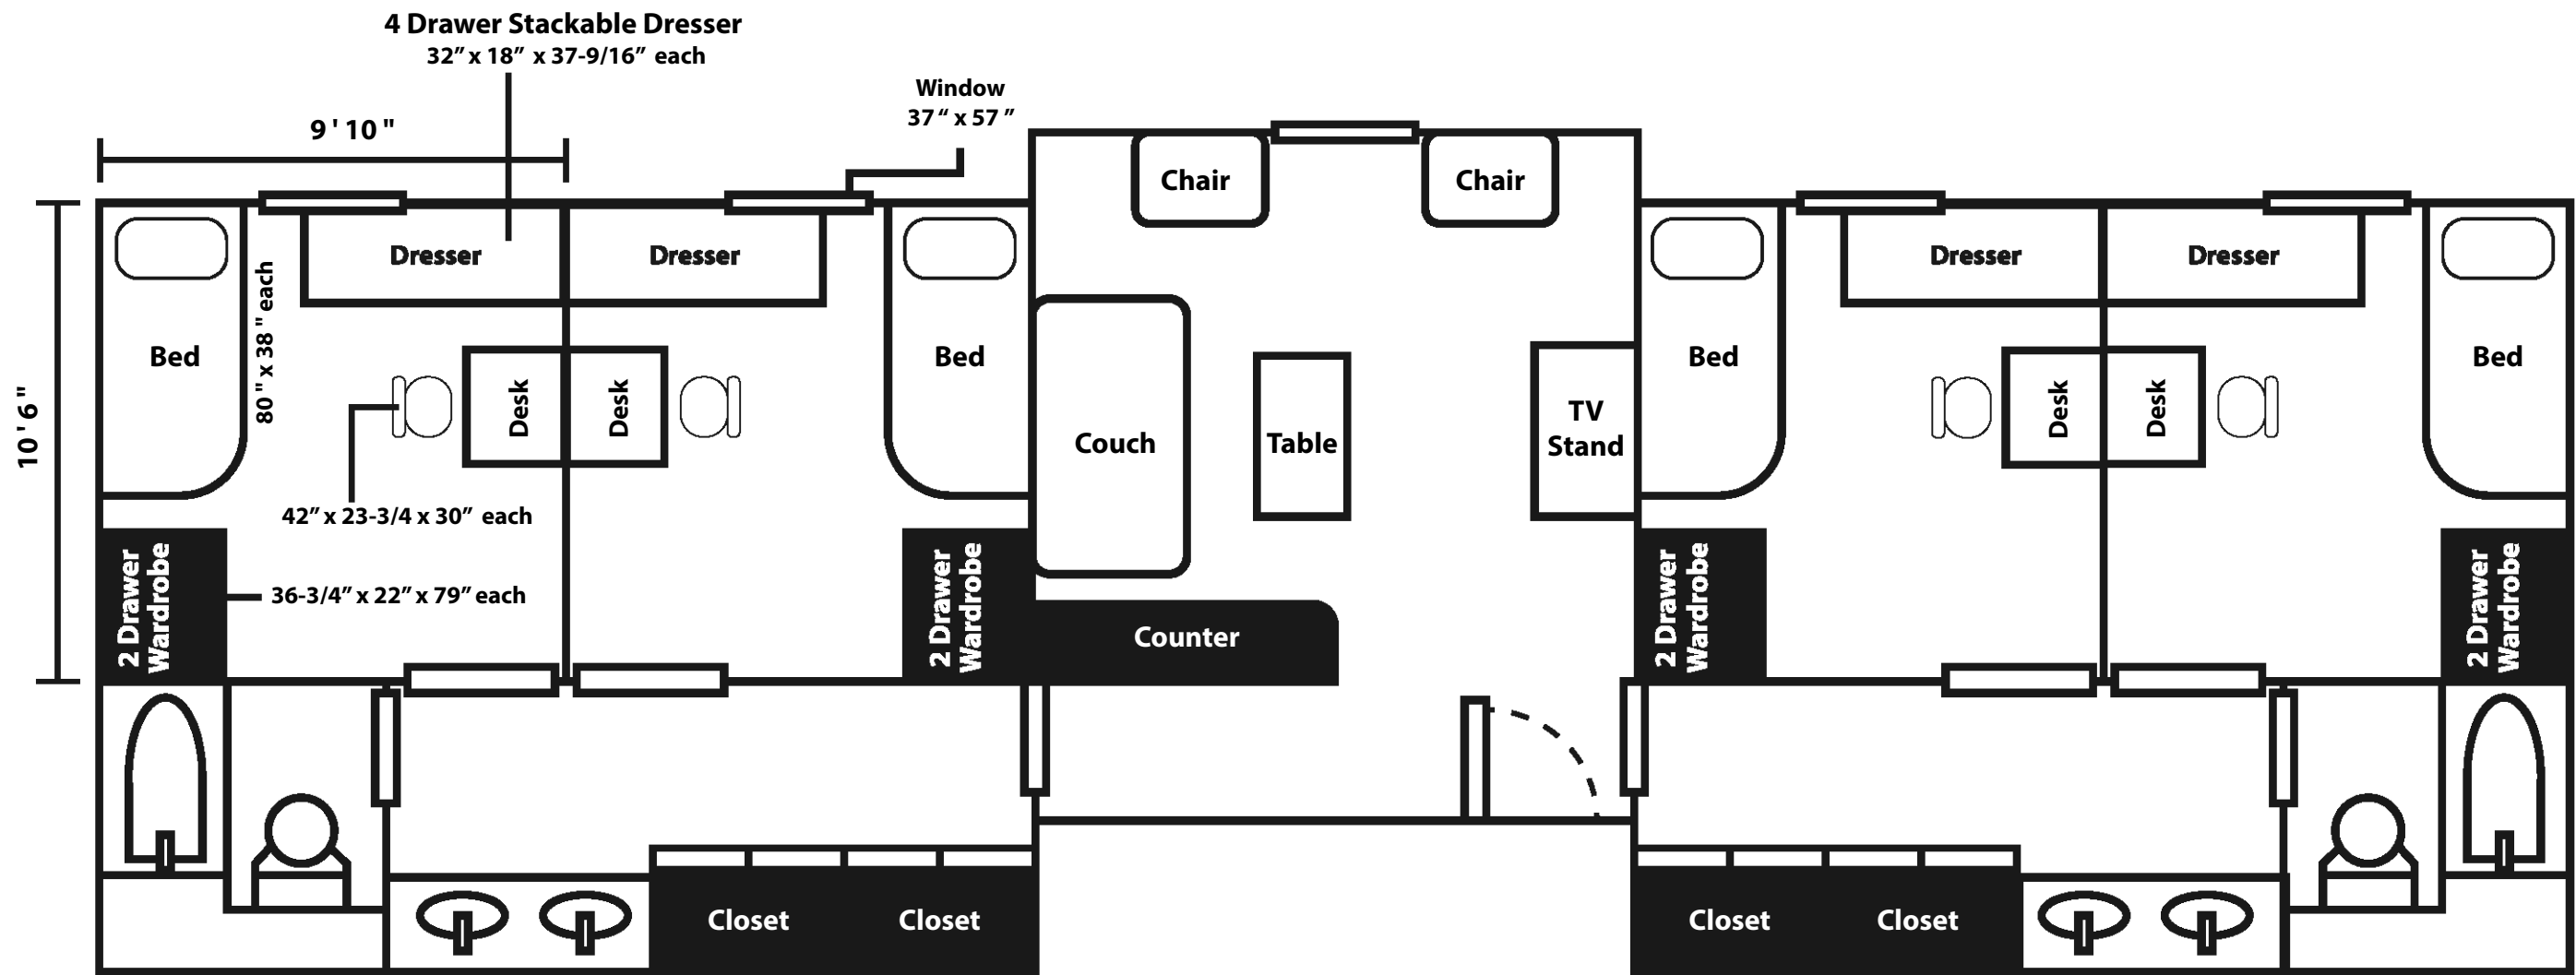 4 Drawer Stackable Dresser
32” x 18” x 37-9/16” each
Window
37 “ x 57 ”
9 ' 10 "
10 ' 6 "
Chair
Chair
Dresser
Dresser
Dresser
Dresser
Bed
80 " x 38 " each
Bed
Bed
Bed
Desk
Desk
Desk
Desk
Couch
Table
TV
Stand
42” x 23-3/4 x 30” each
2 Drawer
Wardrobe
36-3/4” x 22” x 79” each
2 Drawer
Wardrobe
Counter
2 Drawer
Wardrobe
2 Drawer
Wardrobe
Closet
Closet
Closet
Closet